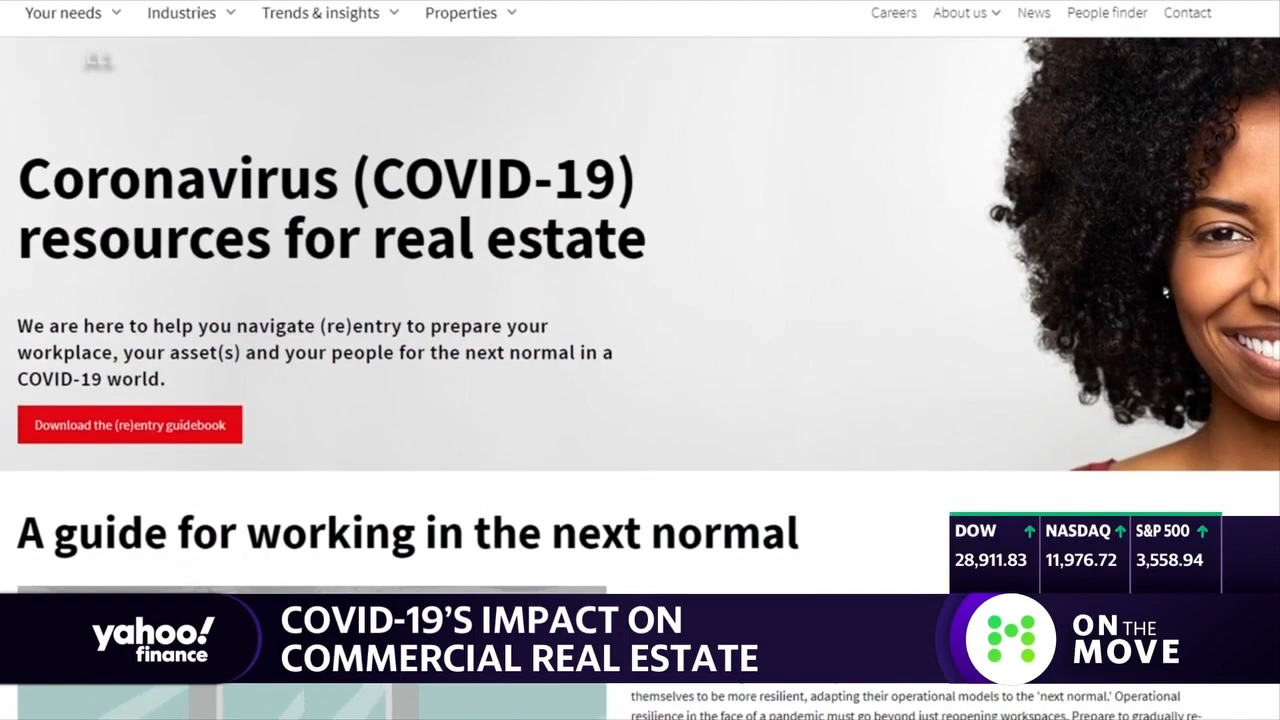 Your needs Industries Trends & insights Properties Careers About us News People finder Contact
Coronavirus (COVID-19)
resources for real estate
We are here to help you navigate (re)entry to prepare your
workplace, your asset(s) and your people for the next normal in a
COVID-19 world.
Download the (re)entry guidebook
A guide for working in the next normal
DOW NASDAQ S&P 500
28,911.83 11,976.72 3,558.94
yahoo!
finance
COVID-19'S IMPACT ON
COMMERCIAL REAL ESTATE
ON THE
MOVE
themselves to be more resilient, adapting their operational models to the 'next normal.' Operational
resilience in the face of a pandemic must go beyond just reopening workspaces. Prepare to gradually re-